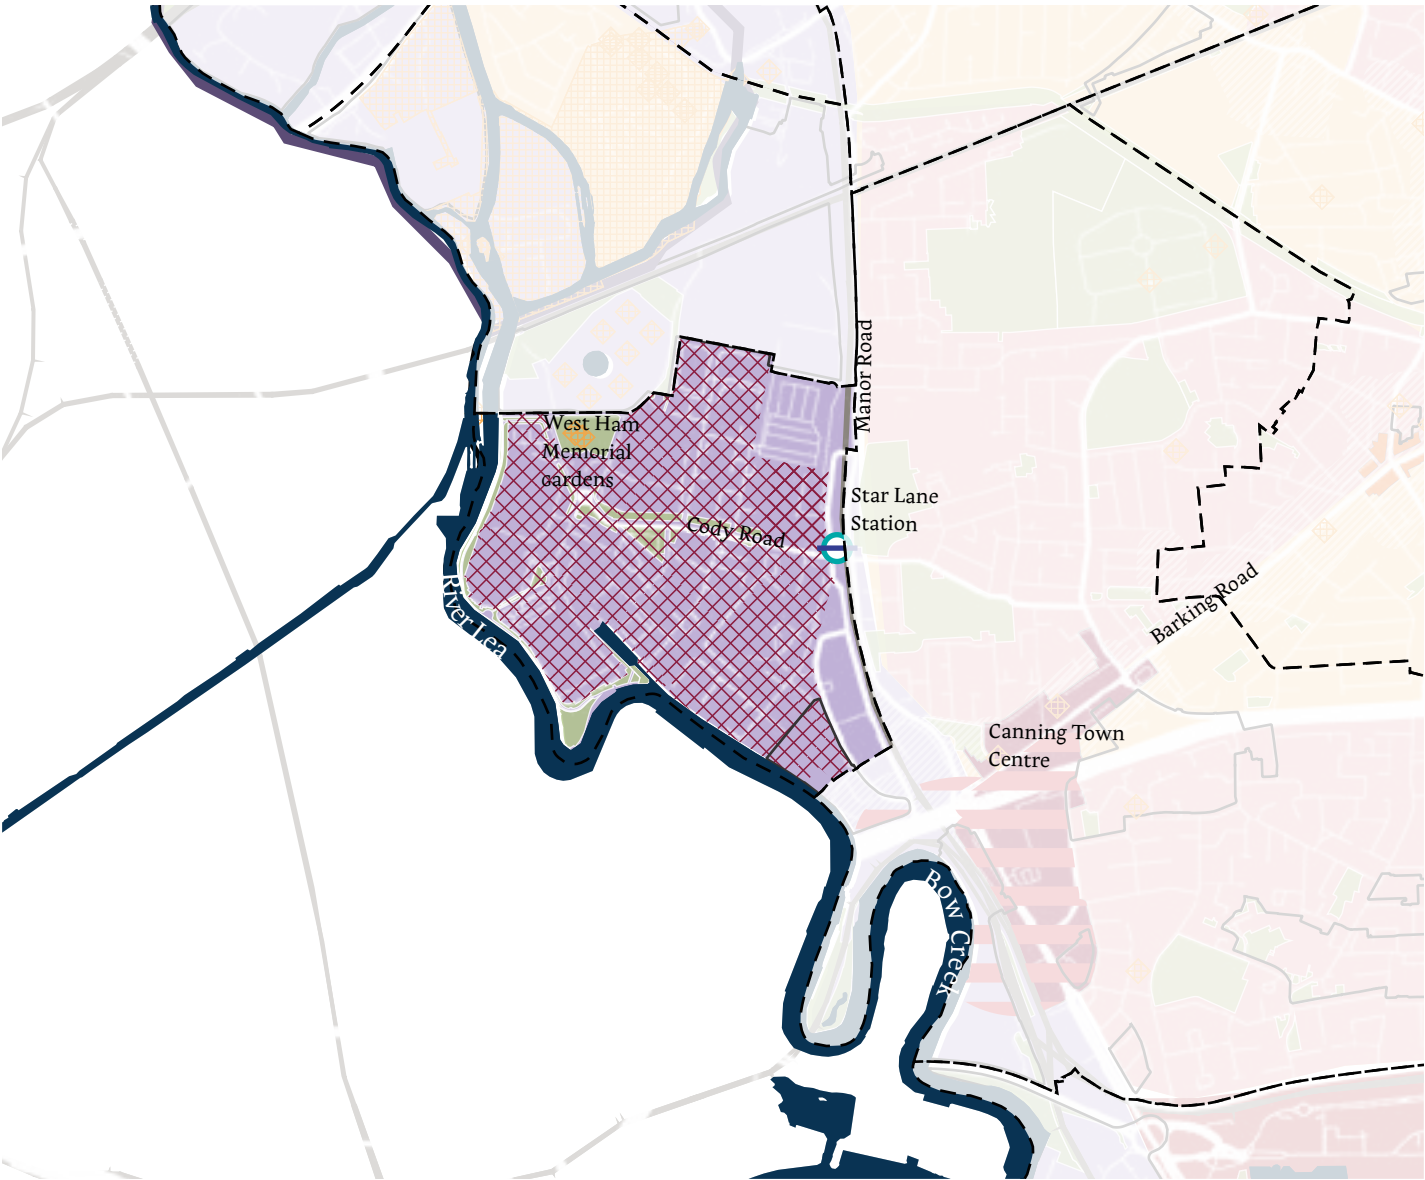 Manor Road
West Ham
Memorial
gardens
Star Lane
Station
Cody Road
River Lea
Barking Road
Canning Town
Centre
Bow Creek